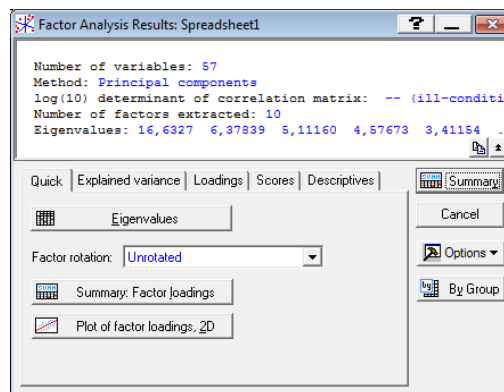 Factor Analysis Results: Spreadsheet1
Number of variables: 57
Method: Principal components
log(10) determinant of correlation matrix: -- (ill-conditi
Number of factors extracted: 10
Eigenvalues: 16,6327 6,37839 5,11160 4,57673 3,41154 .
Quick Explained variance Loadings Scores Descriptives
Summary
Eigenvalues
Cancel
Factor rotation: Unrotated
Options
Summary: Factor loadings
By Group
Plot of factor loadings, 2D